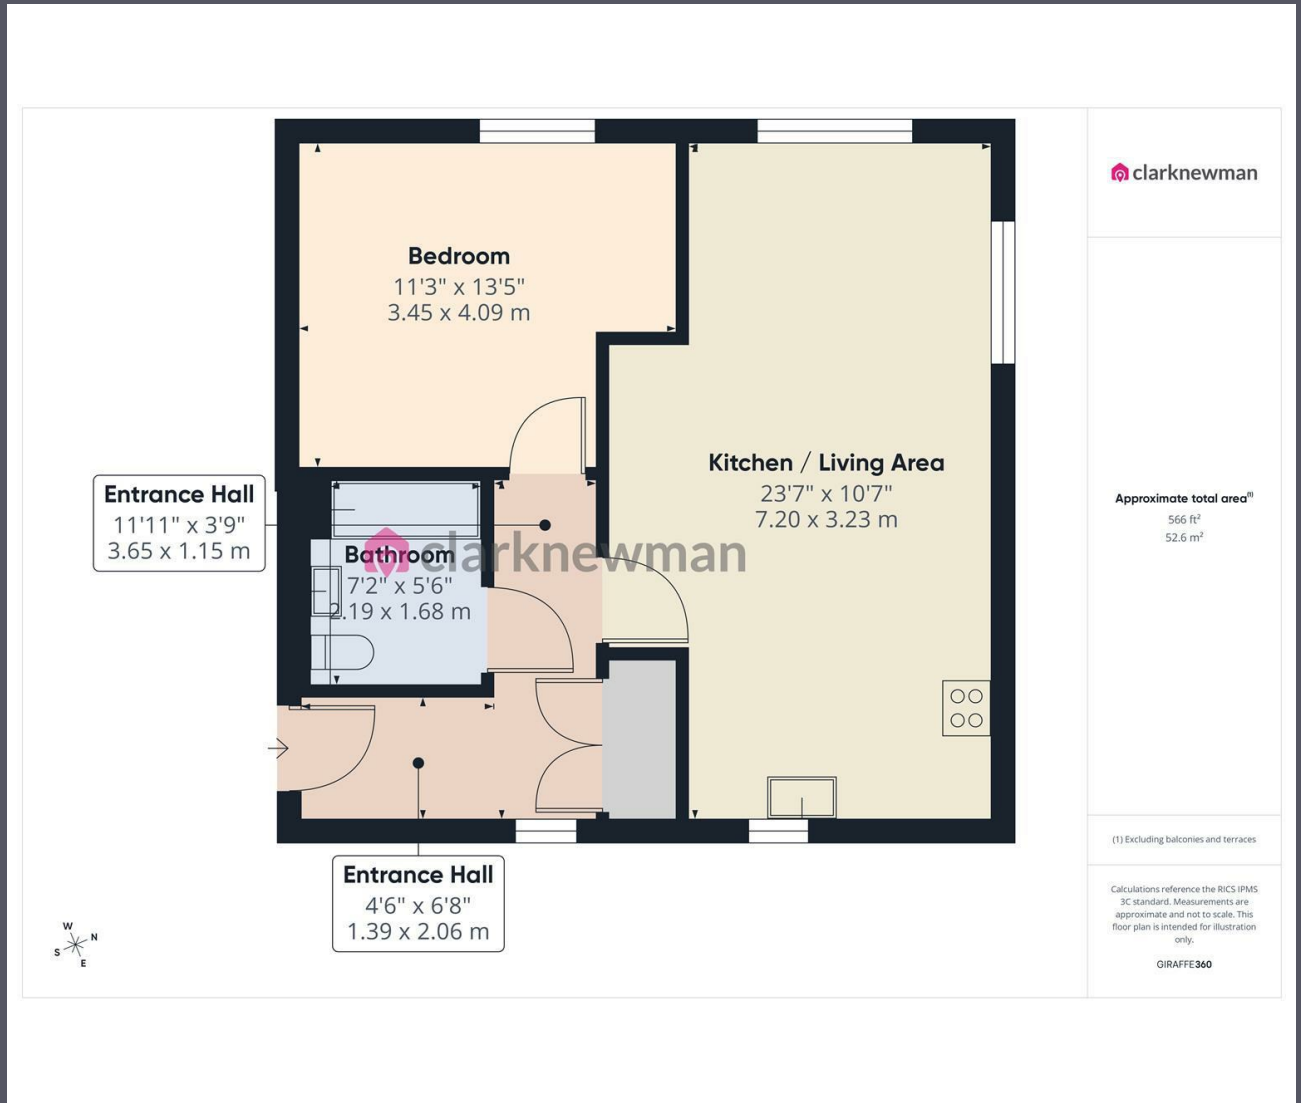 clarknewman
Bedroom
11'3" x 13'5"
3.45 x 4.09 m
Kitchen / Living Area
23'7" x 10'7"
7.20 x 3.23 m
Entrance Hall
11'11" x 3'9"
3.65 x 1.15 m
clarknewman
Bathroom
7'2" x 5'6"
2.19 x 1.68 m
Entrance Hall
4'6" x 6'8"
1.39 x 2.06 m
W
N
S
E
Approximate total area(1)
566 ft²
52.6 m²
(1) Excluding balconies and terraces
Calculations reference the RICS IPMS
3C standard. Measurements are
approximate and not to scale. This
floor plan is intended for illustration
only.
GIRAFFE360